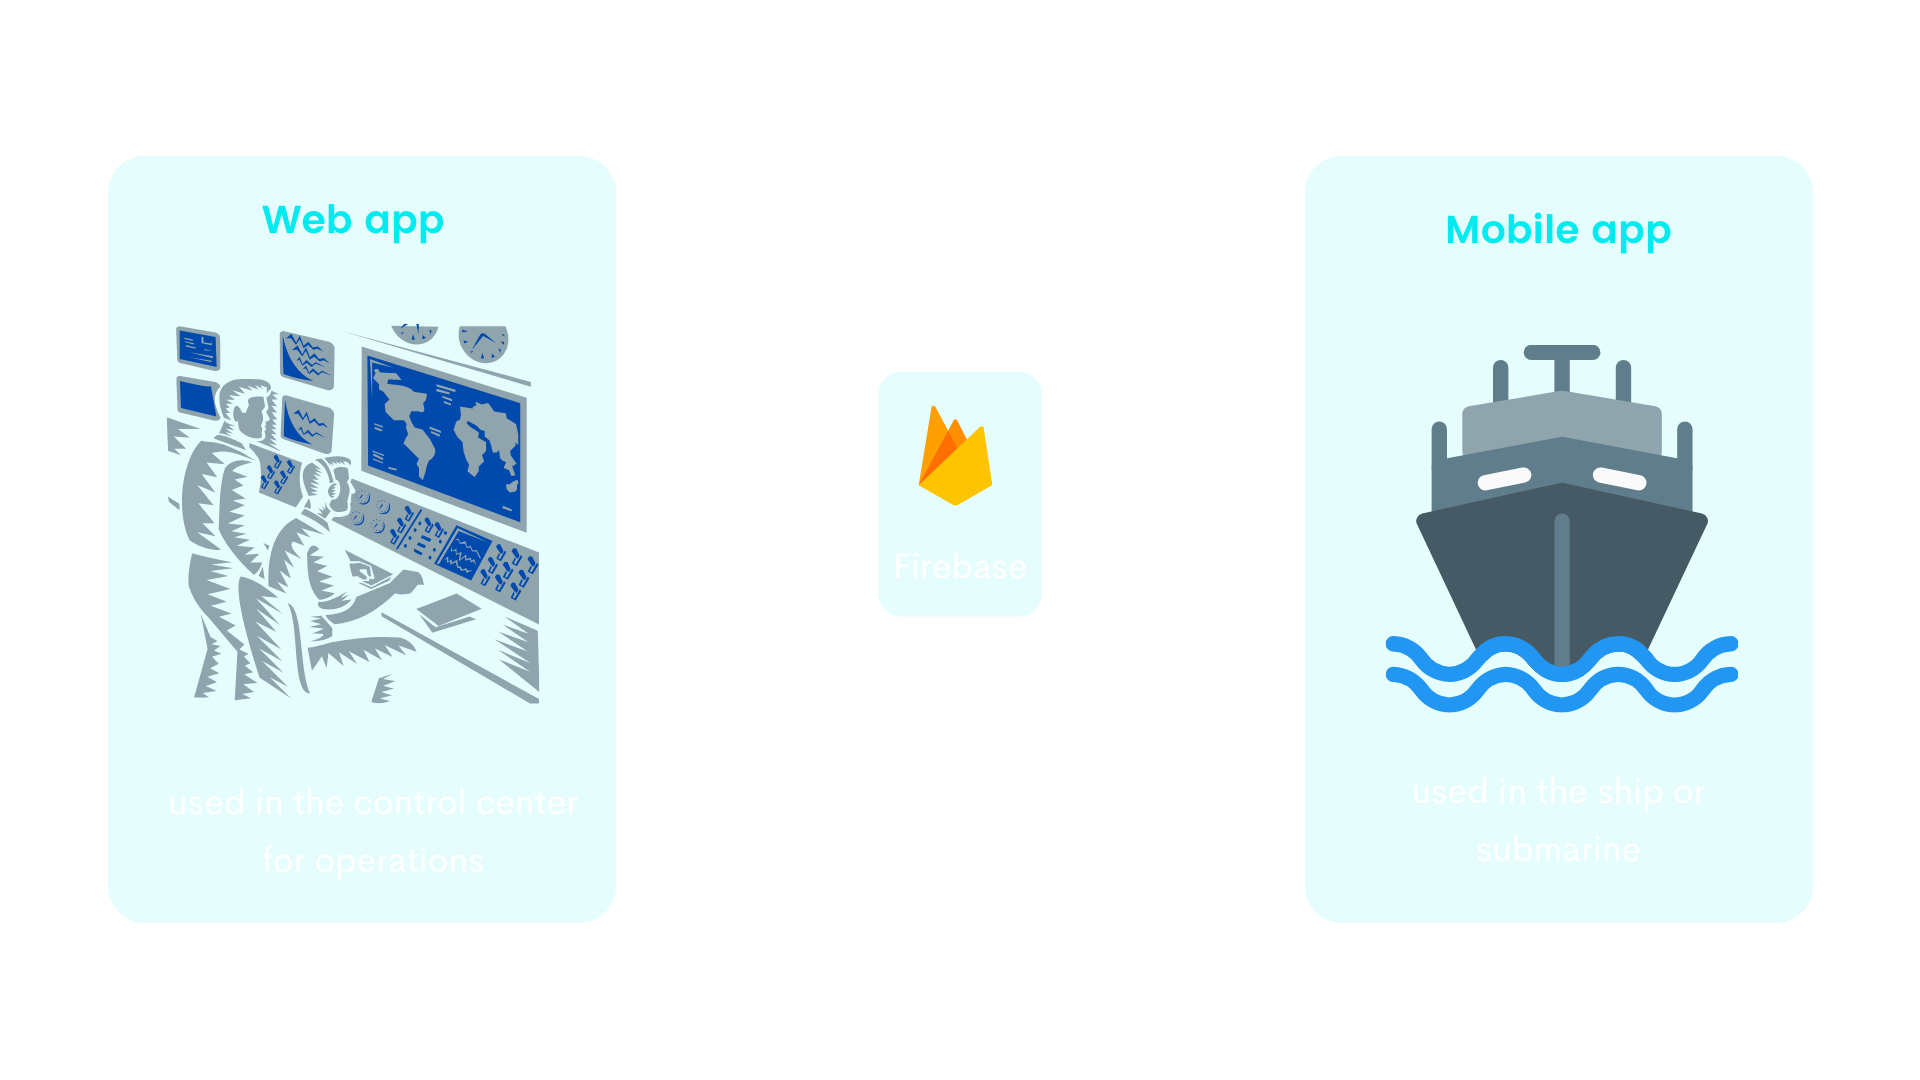 Web app
used in the control center
for operations
Firebase
Mobile app
used in the ship or
submarine